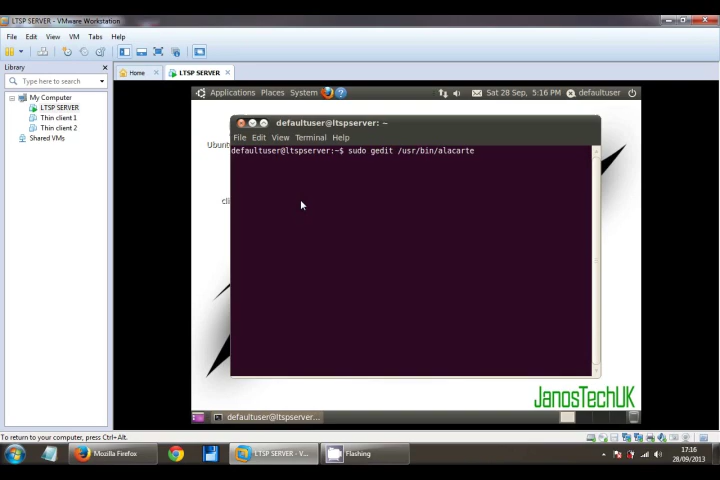 LTSP SERVER - VMware Workstation
File Edit View VM Tabs Help
Library
Type here to search
Home
LTSP SERVER
My Computer
LTSP SERVER
Thin client 1
Thin client 2
Shared VMs
Applications Places System
Sat 28 Sep, 5:16 PM defaultuser
defaultuser@ltspserver: ~
File Edit View Terminal Help
defaultuser@ltspserver:~$ sudo gedit /usr/bin/alacarte
Ubunt
cli
JanosTechUK
defaultuser@ltspserver...
To return to your computer, press Ctrl+Alt.
Mozilla Firefox
LTSP SERVER - V...
Flashing
17:16
28/09/2013